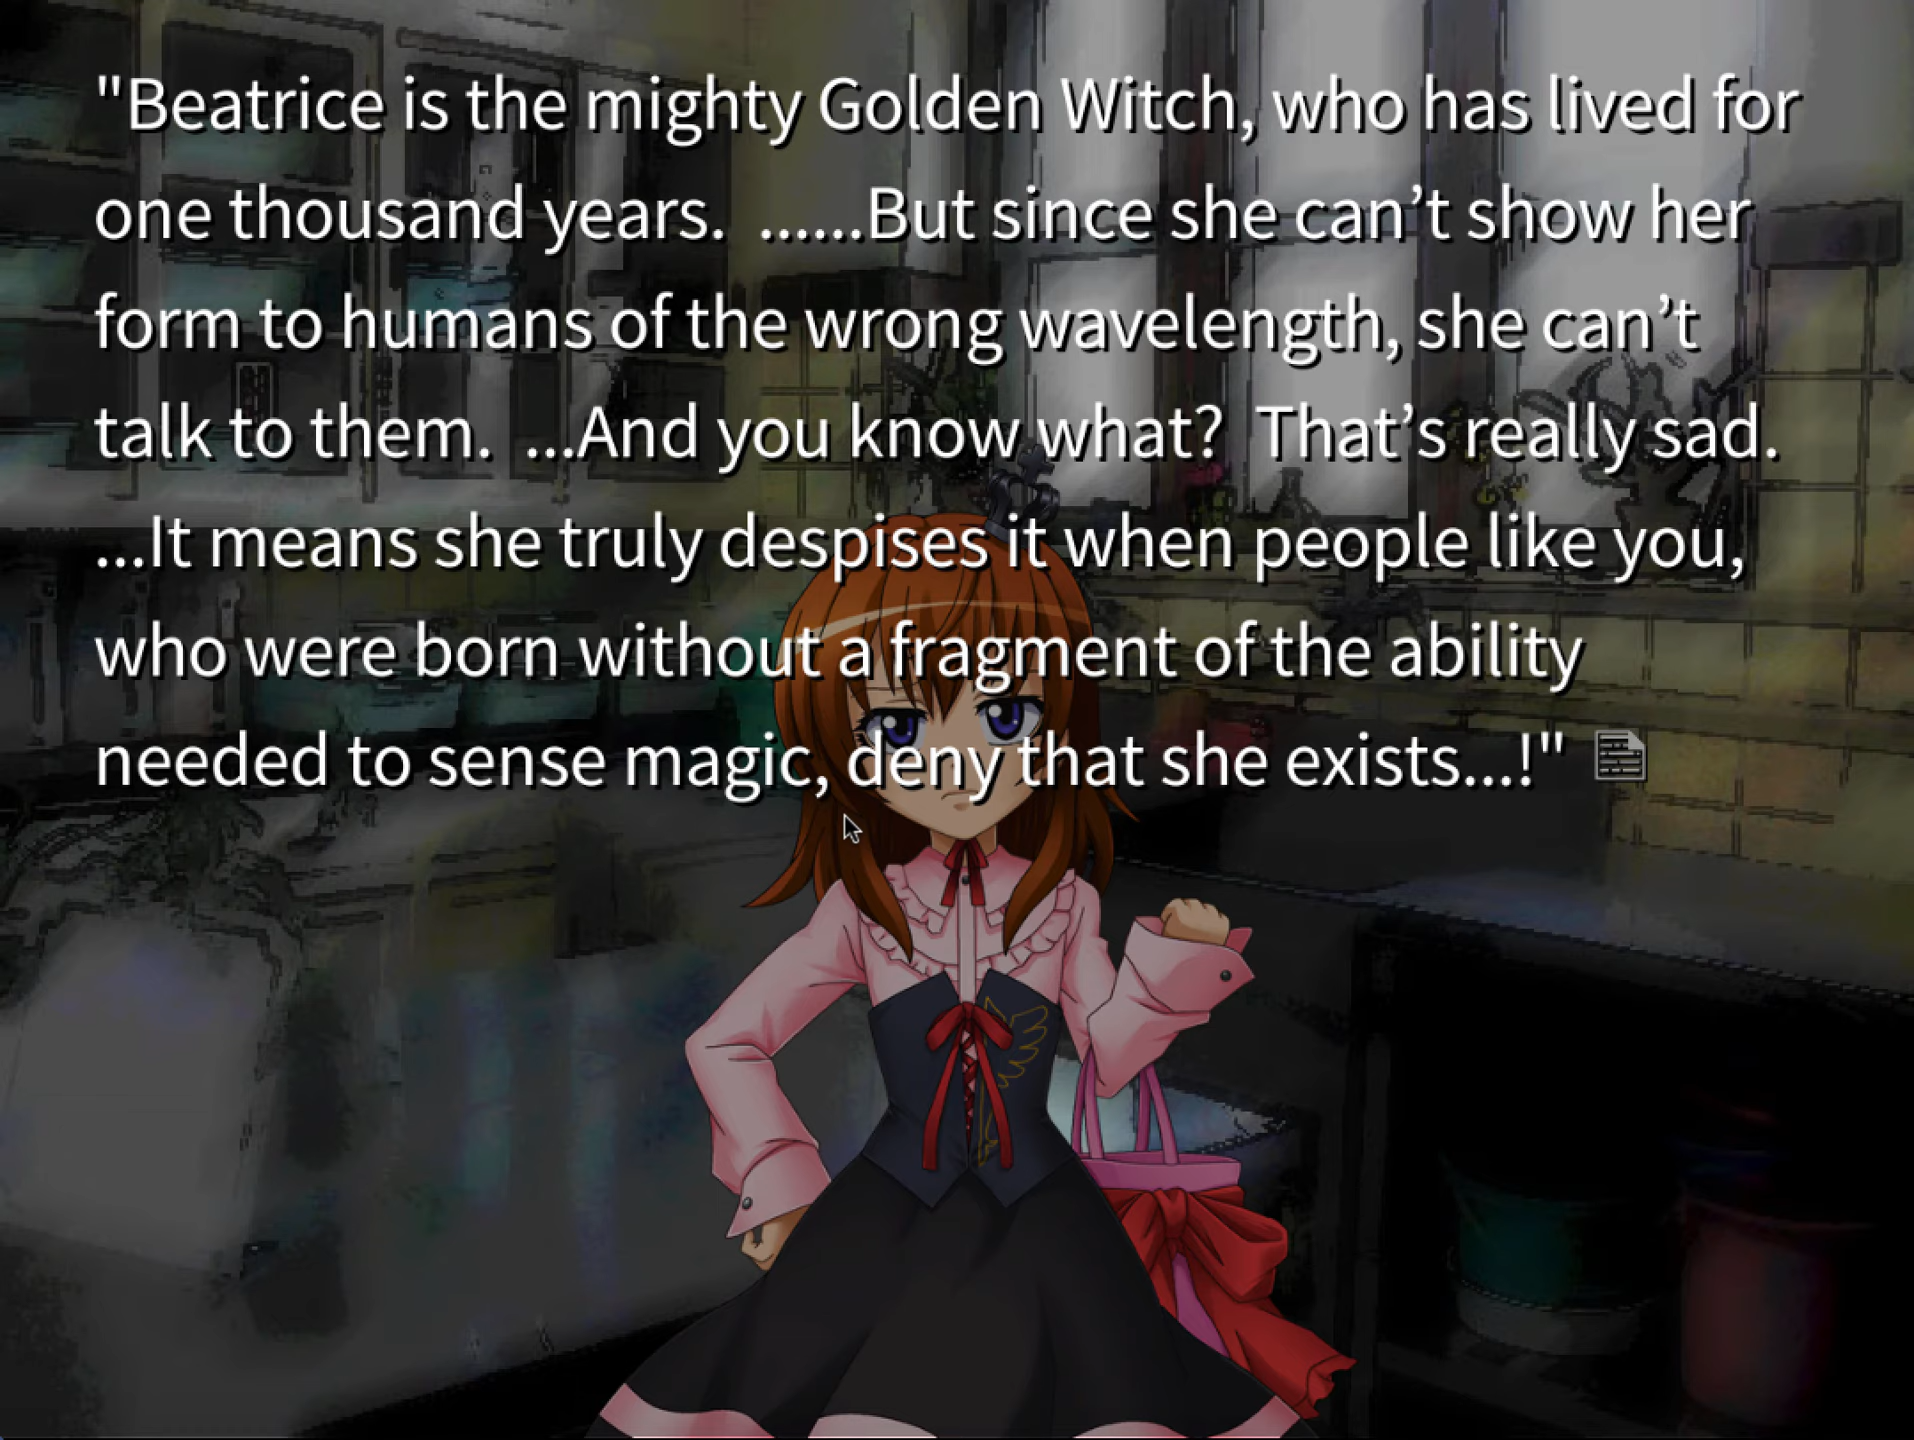 "Beatrice is the mighty Golden Witch, who has lived for
one thousand years.  ......But since she can’t show her
form to humans of the wrong wavelength, she can’t
talk to them.  ...And you know what?  That’s really sad.
...It means she truly despises it when people like you,
who were born without a fragment of the ability
needed to sense magic, deny that she exists...!"